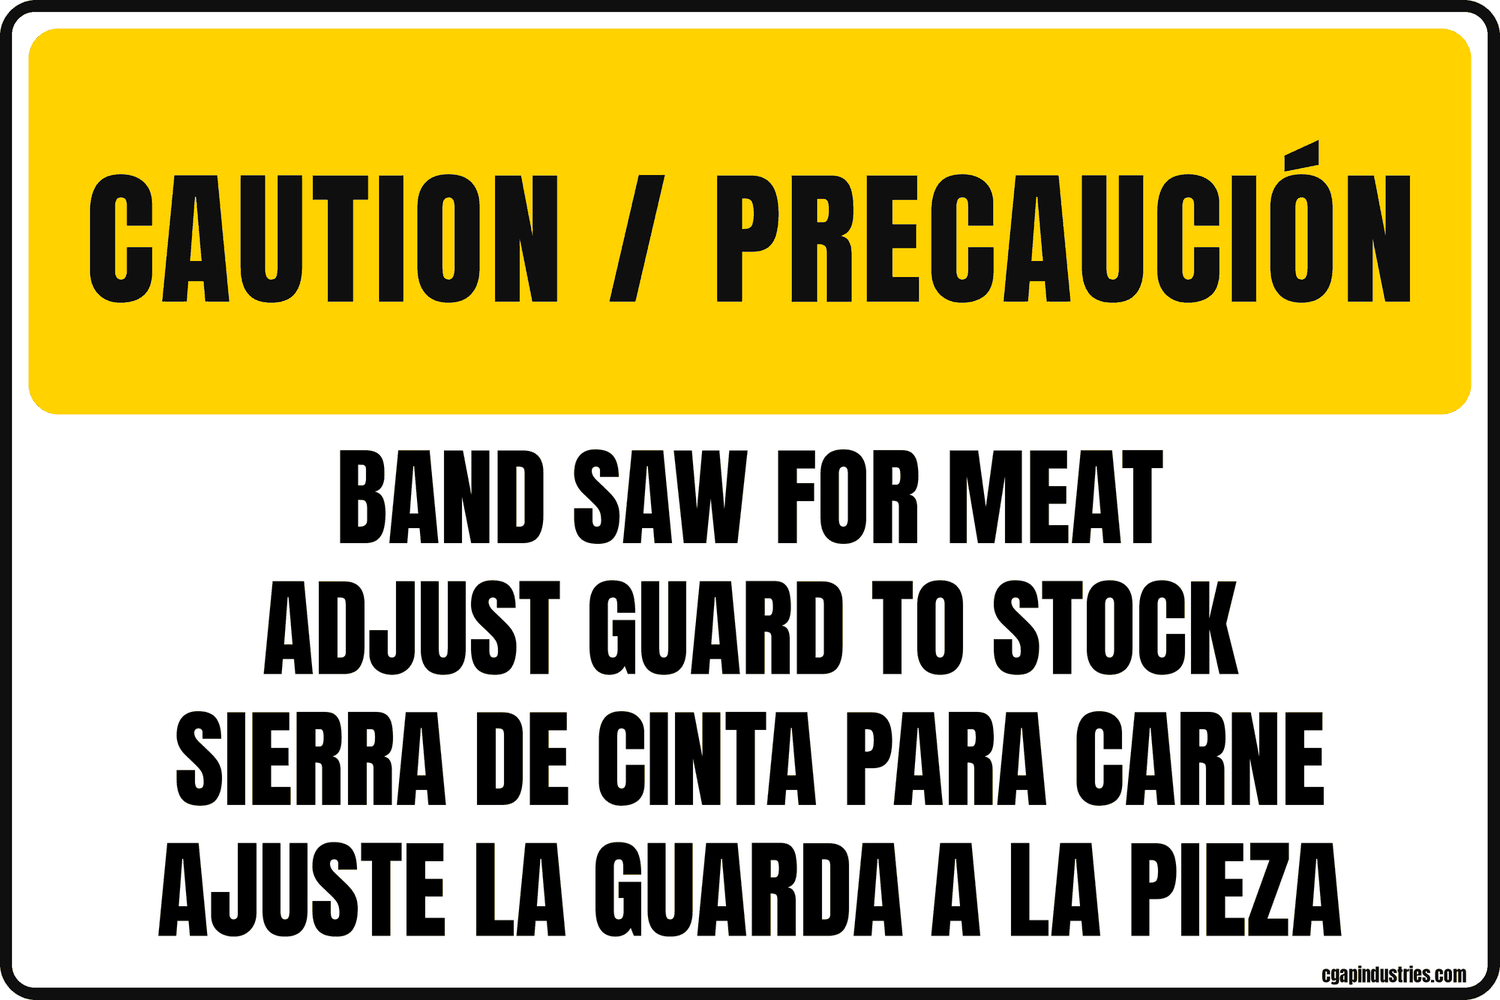 CAUTION / PRECAUCIÓN
BAND SAW FOR MEAT
ADJUST GUARD TO STOCK
SIERRA DE CINTA PARA CARNE
AJUSTE LA GUARDA A LA PIEZA
cgapindustries.com